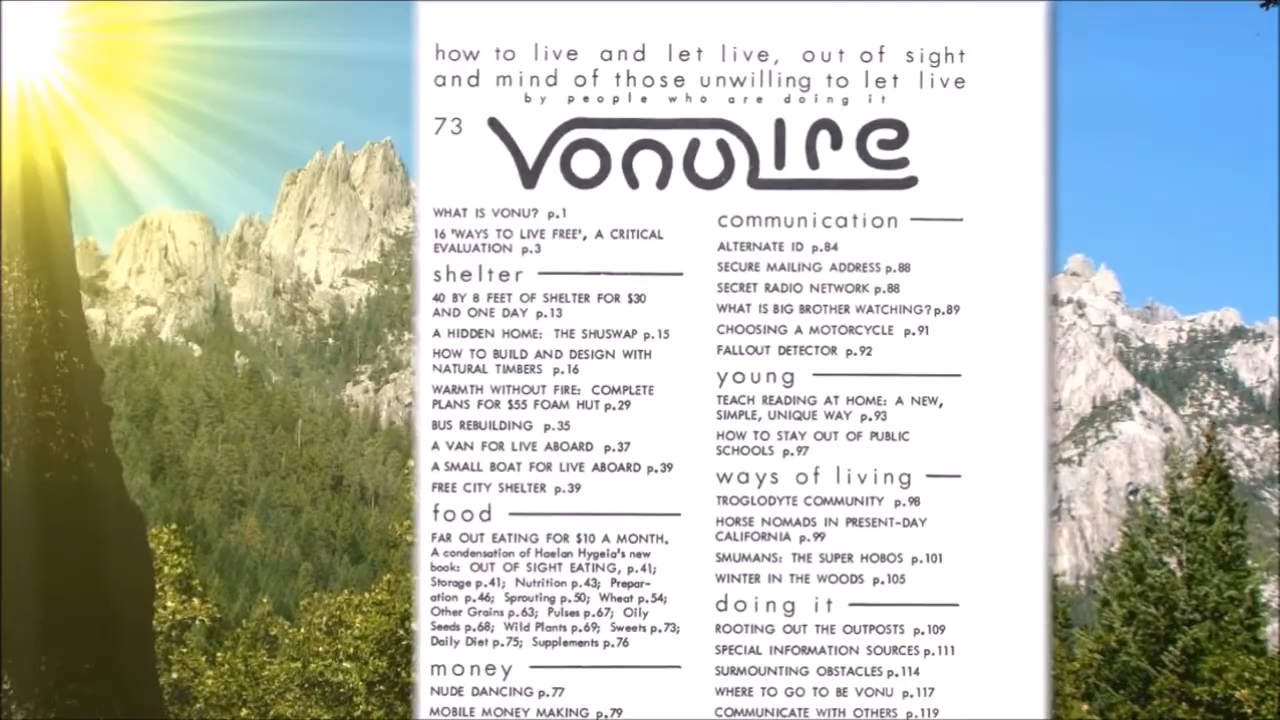 how to live and let live, out of sight
and mind of those unwilling to let live
by people who are doing it
73
VONULIFE
WHAT IS VONU? p.1
16 "WAYS TO LIVE FREE", A CRITICAL
EVALUATION p.3
shelter
40 BY 8 FEET OF SHELTER FOR $30
AND ONE DAY p.13
A HIDDEN HOME: THE SHUSWAP p.15
HOW TO BUILD AND DESIGN WITH
NATURAL TIMBERS p.16
WARMTH WITHOUT FIRE: COMPLETE
PLANS FOR $55 FOAM HUT p.29
BUS REBUILDING p.35
A VAN FOR LIVE ABOARD p.37
A SMALL BOAT FOR LIVE ABOARD p.39
FREE CITY SHELTER p.39
food
FAR OUT EATING FOR $10 A MONTH.
A condensation of Haelan Hygeia's new
book: OUT OF SIGHT EATING, p.41;
Storage p.41; Nutrition p.43; Prepar-
ation p.46; Sprouting p.50; Wheat p.54;
Other Grains p.63; Pulses p.67; Oily
Seeds p.68; Wild Plants p.69; Sweets p.73;
Daily Diet p.75; Supplements p.76
money
NUDE DANCING p.77
MOBILE MONEY MAKING p.79
communication
ALTERNATE ID p.84
SECURE MAILING ADDRESS p.88
SECRET RADIO NETWORK p.88
WHAT IS BIG BROTHER WATCHING? p.89
CHOOSING A MOTORCYCLE p.91
FALLOUT DETECTOR p.92
young
TEACH READING AT HOME: A NEW,
SIMPLE, UNIQUE WAY p.93
HOW TO STAY OUT OF PUBLIC
SCHOOLS p.97
ways of living
TROGLODYTE COMMUNITY p.98
HORSE NOMADS IN PRESENT-DAY
CALIFORNIA p.99
SMUMANS: THE SUPER HOBOS p.101
WINTER IN THE WOODS p.105
doing it
ROOTING OUT THE OUTPOSTS p.109
SPECIAL INFORMATION SOURCES p.111
SURMOUNTING OBSTACLES p.114
WHERE TO GO TO BE VONU p.117
COMMUNICATE WITH OTHERS p.119